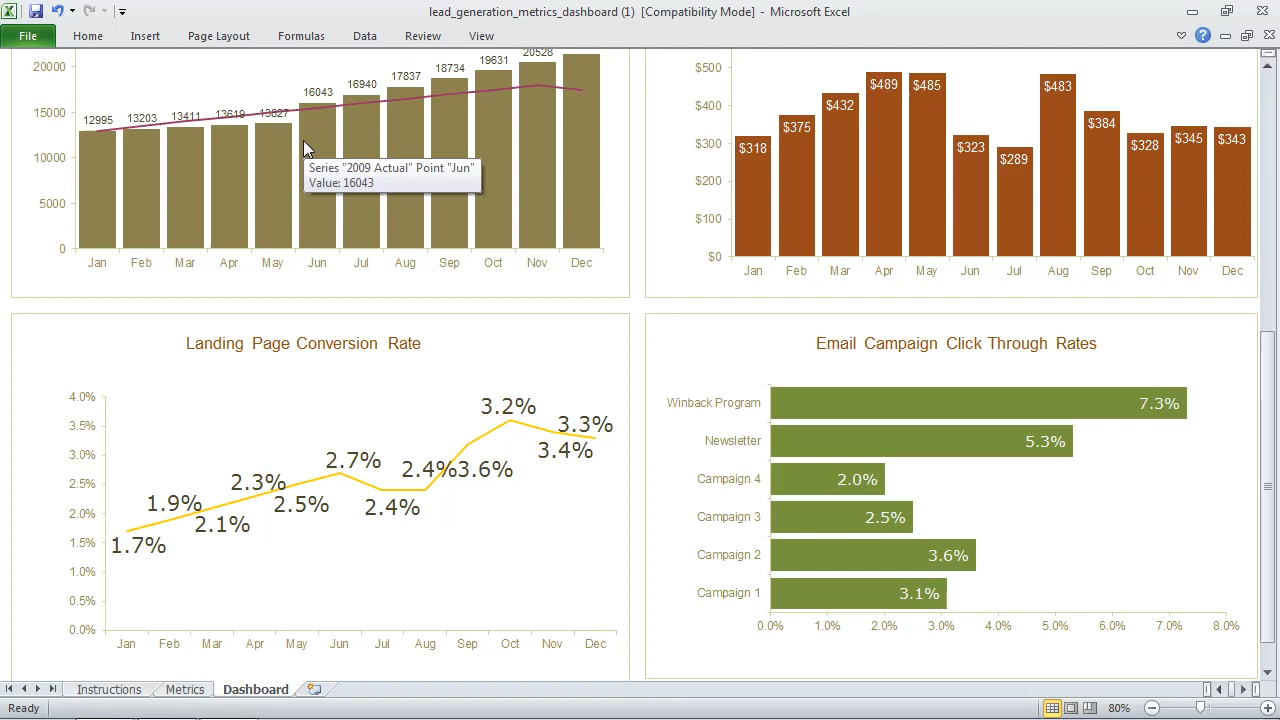 lead_generation_metrics_dashboard (1) [Compatibility Mode] - Microsoft Excel
File Home Insert Page Layout Formulas Data Review View
20000
15000
10000
5000
0
12995 13203 13411 13619 13827 16043 16940 17837 18734 19631 20528
Series "2009 Actual" Point "Jun"
Value: 16043
Jan Feb Mar Apr May Jun Jul Aug Sep Oct Nov Dec
$500
$400
$300
$200
$100
$0
$318 $375 $432 $489 $485 $323 $289 $483 $384 $328 $345 $343
Jan Feb Mar Apr May Jun Jul Aug Sep Oct Nov Dec
Landing Page Conversion Rate
4.0%
3.5%
3.0%
2.5%
2.0%
1.5%
1.0%
0.5%
0.0%
1.7% 1.9% 2.1% 2.3% 2.5% 2.7% 2.4% 2.4% 3.6% 3.2% 3.4% 3.3%
Jan Feb Mar Apr May Jun Jul Aug Sep Oct Nov Dec
Email Campaign Click Through Rates
Winback Program 7.3%
Newsletter 5.3%
Campaign 4 2.0%
Campaign 3 2.5%
Campaign 2 3.6%
Campaign 1 3.1%
0.0% 1.0% 2.0% 3.0% 4.0% 5.0% 6.0% 7.0% 8.0%
Instructions Metrics Dashboard
Ready 80%